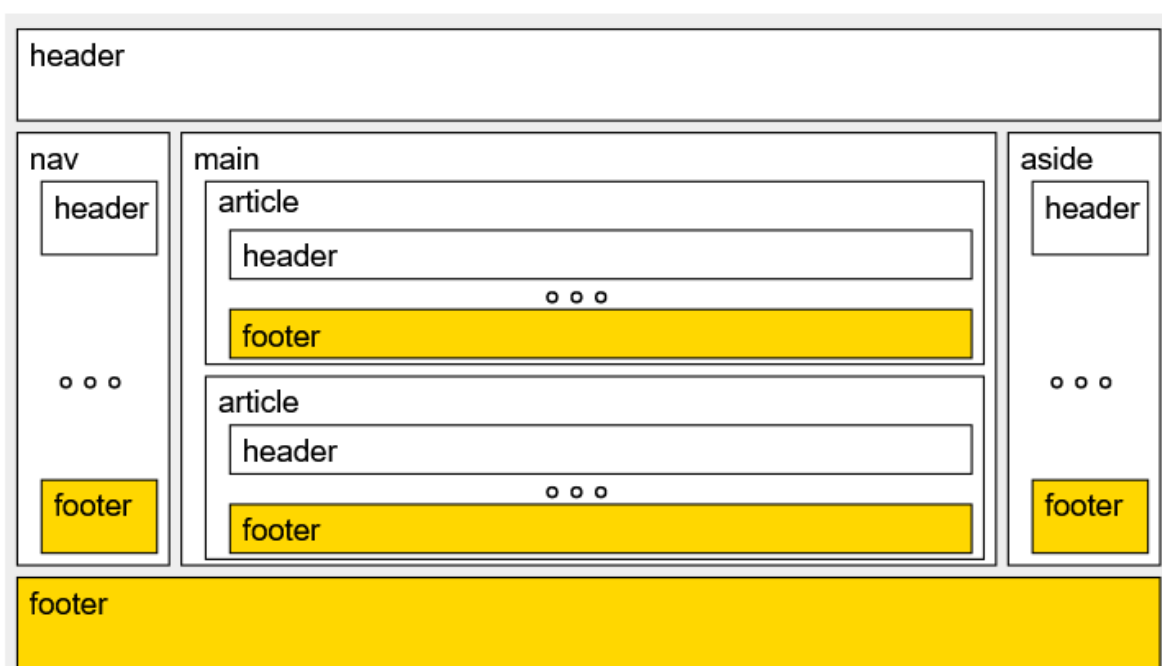 header
nav
header
footer
main
article
header
footer
article
header
footer
aside
header
footer
footer